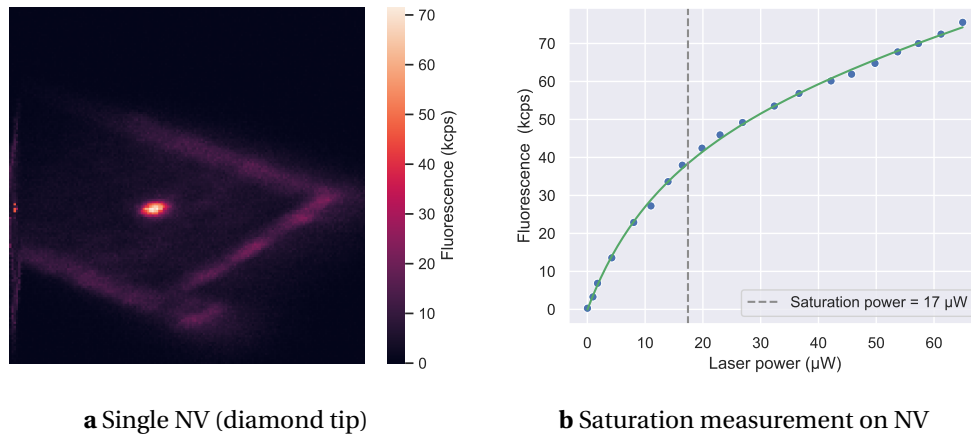 70
60
50
40
30
20
10
0
Fluorescence (kcps)
70
60
50
40
30
20
10
0
Fluorescence (kcps)
Saturation power = 17 µW
0 10 20 30 40 50 60
Laser power (µW)
a Single NV (diamond tip)
b Saturation measurement on NV